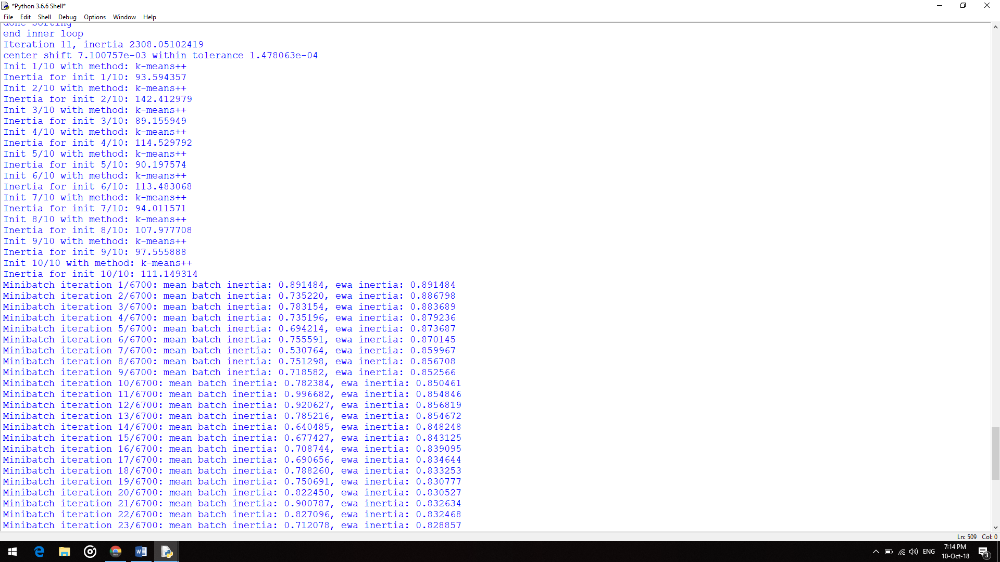 *Python 3.6.6 Shell*
File Edit Shell Debug Options Window Help
done sorting
end inner loop
Iteration 11, inertia 2308.05102419
center shift 7.100757e-03 within tolerance 1.478063e-04
Init 1/10 with method: k-means++
Inertia for init 1/10: 93.594357
Init 2/10 with method: k-means++
Inertia for init 2/10: 142.412979
Init 3/10 with method: k-means++
Inertia for init 3/10: 89.155949
Init 4/10 with method: k-means++
Inertia for init 4/10: 114.529792
Init 5/10 with method: k-means++
Inertia for init 5/10: 90.197574
Init 6/10 with method: k-means++
Inertia for init 6/10: 113.483068
Init 7/10 with method: k-means++
Inertia for init 7/10: 94.011571
Init 8/10 with method: k-means++
Inertia for init 8/10: 107.977708
Init 9/10 with method: k-means++
Inertia for init 9/10: 97.555888
Init 10/10 with method: k-means++
Inertia for init 10/10: 111.149314
Minibatch iteration 1/6700: mean batch inertia: 0.891484, ewa inertia: 0.891484
Minibatch iteration 2/6700: mean batch inertia: 0.735220, ewa inertia: 0.886798
Minibatch iteration 3/6700: mean batch inertia: 0.783154, ewa inertia: 0.883689
Minibatch iteration 4/6700: mean batch inertia: 0.735196, ewa inertia: 0.879236
Minibatch iteration 5/6700: mean batch inertia: 0.694214, ewa inertia: 0.873687
Minibatch iteration 6/6700: mean batch inertia: 0.755591, ewa inertia: 0.870145
Minibatch iteration 7/6700: mean batch inertia: 0.530764, ewa inertia: 0.859967
Minibatch iteration 8/6700: mean batch inertia: 0.751298, ewa inertia: 0.856708
Minibatch iteration 9/6700: mean batch inertia: 0.718582, ewa inertia: 0.852566
Minibatch iteration 10/6700: mean batch inertia: 0.782384, ewa inertia: 0.850461
Minibatch iteration 11/6700: mean batch inertia: 0.996682, ewa inertia: 0.854846
Minibatch iteration 12/6700: mean batch inertia: 0.920627, ewa inertia: 0.856819
Minibatch iteration 13/6700: mean batch inertia: 0.785216, ewa inertia: 0.854672
Minibatch iteration 14/6700: mean batch inertia: 0.640485, ewa inertia: 0.848248
Minibatch iteration 15/6700: mean batch inertia: 0.677427, ewa inertia: 0.843125
Minibatch iteration 16/6700: mean batch inertia: 0.708744, ewa inertia: 0.839095
Minibatch iteration 17/6700: mean batch inertia: 0.690656, ewa inertia: 0.834644
Minibatch iteration 18/6700: mean batch inertia: 0.788260, ewa inertia: 0.833253
Minibatch iteration 19/6700: mean batch inertia: 0.750691, ewa inertia: 0.830777
Minibatch iteration 20/6700: mean batch inertia: 0.822450, ewa inertia: 0.830527
Minibatch iteration 21/6700: mean batch inertia: 0.900787, ewa inertia: 0.832634
Minibatch iteration 22/6700: mean batch inertia: 0.827096, ewa inertia: 0.832468
Minibatch iteration 23/6700: mean batch inertia: 0.712078, ewa inertia: 0.828857
Ln: 509 Col: 0
ENG
7:14 PM
10-Oct-18
3